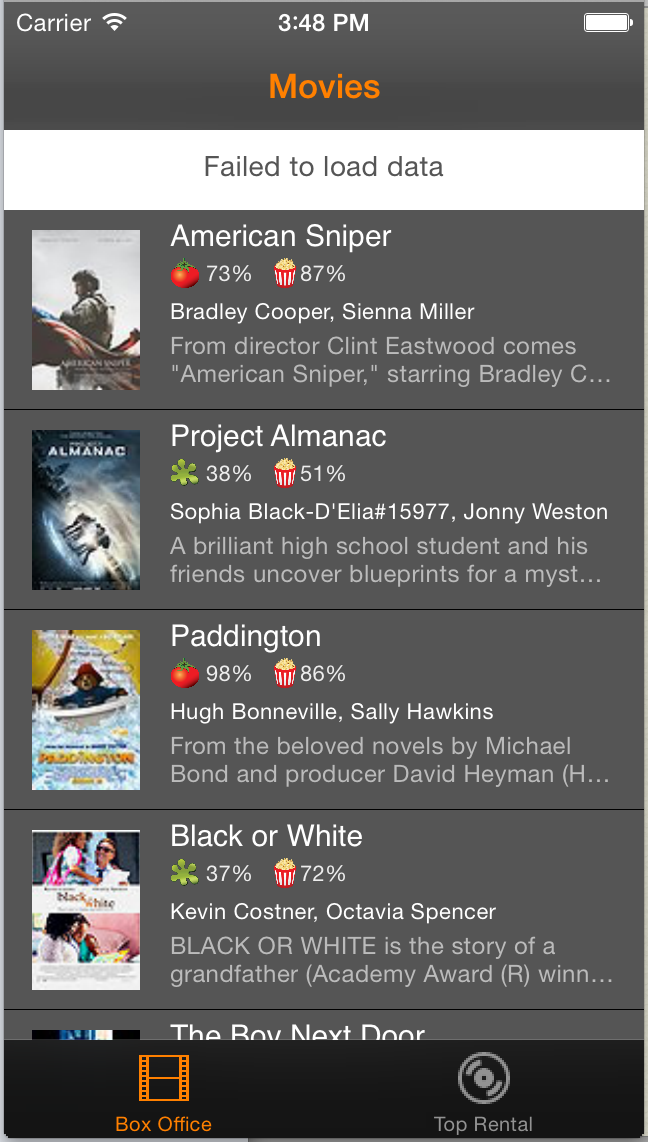 Carrier 3:48 PM
Movies
Failed to load data
American Sniper
73% 87%
Bradley Cooper, Sienna Miller
From director Clint Eastwood comes
"American Sniper," starring Bradley C...
AMERICAN SNIPER
Project Almanac
38% 51%
Sophia Black-D'Elia#15977, Jonny Weston
A brilliant high school student and his
friends uncover blueprints for a myst...
PROJECT
ALMANAC
Paddington
98% 86%
Hugh Bonneville, Sally Hawkins
From the beloved novels by Michael
Bond and producer David Heyman (H...
PADDINGTON
Black or White
37% 72%
Kevin Costner, Octavia Spencer
BLACK OR WHITE is the story of a
grandfather (Academy Award (R) winn...
black
white
The Boy Next Door
Box Office
Top Rental